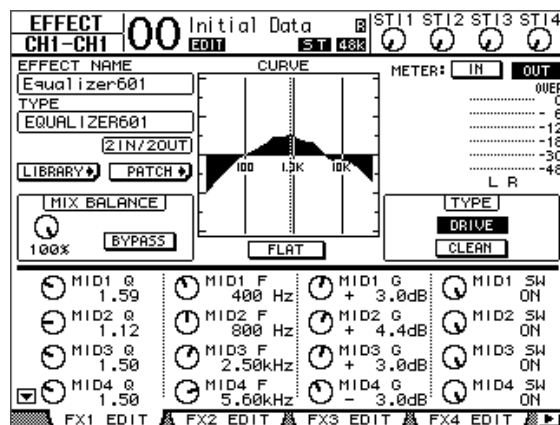 EFFECT 00 Initial Data R STI1 STI2 STI3 STI4
CH1-CH1 EDIT ST 48k
EFFECT NAME CURVE METER: IN OUT
Equalizer601
TYPE
EQUALIZER601
2IN/2OUT
LIBRARY PATCH
OVER
0
- 6
-12
-18
-30
-48
L R
100 1.0K 10K
MIX BALANCE
100% BYPASS
FLAT
TYPE
DRIVE
CLEAN
MID1 Q 1.59 MID1 F 400 Hz MID1 G + 3.0dB MID1 SW ON
MID2 Q 1.12 MID2 F 800 Hz MID2 G + 4.4dB MID2 SW ON
MID3 Q 1.50 MID3 F 2.50kHz MID3 G + 3.0dB MID3 SW ON
MID4 Q 1.50 MID4 F 5.60kHz MID4 G - 3.0dB MID4 SW ON
FX1 EDIT FX2 EDIT FX3 EDIT FX4 EDIT